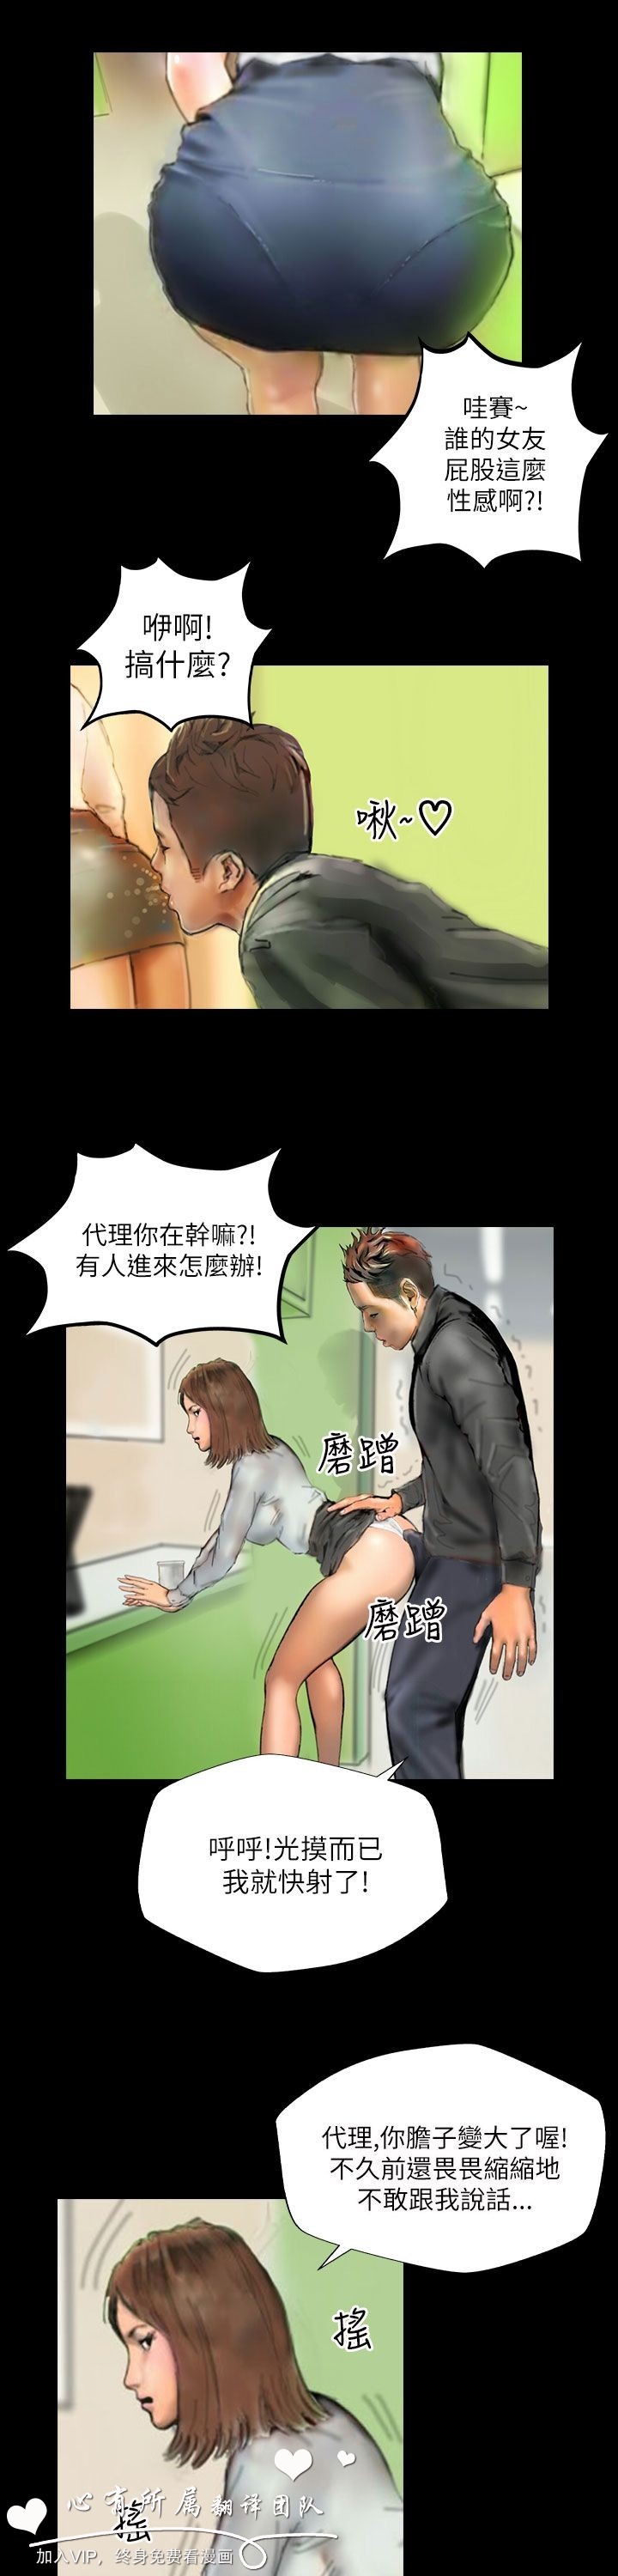 哇賽~
誰的女友
屁股這麼
性感啊?!
咿啊!
搞什麼?
啾~♡
代理你在幹嘛?!
有人進來怎麼辦!
磨蹭
磨蹭
呼呼!光摸而已
我就快射了!
代理,你膽子變大了喔!
不久前還畏畏縮縮地
不敢跟我說話...
搖
搖
心有所属翻译团队
加入VIP，终身免费看漫画